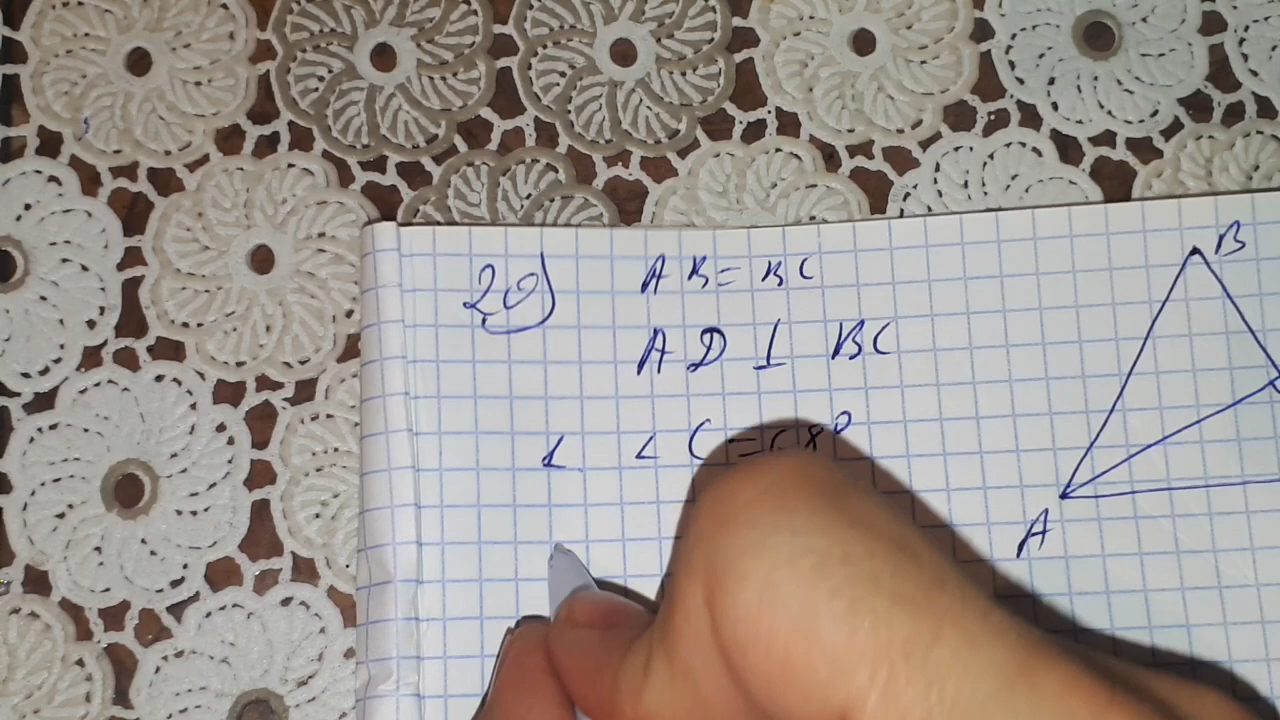 20) AB = BC
AD ⊥ BC
∠ ∠ C = 68°
B
A